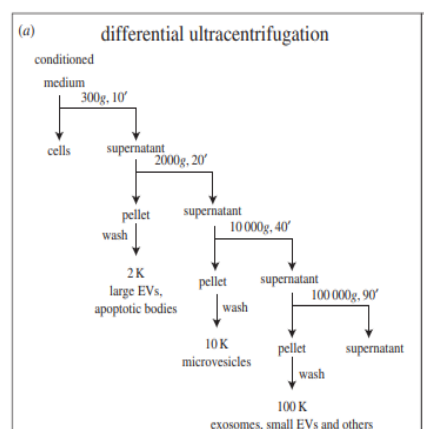 (a) differential ultracentrifugation
conditioned
medium
300g, 10′
cells
supernatant
2000g, 20′
pellet
supernatant
wash
10 000g, 40′
2 K
large EVs,
apoptotic bodies
pellet
supernatant
wash
100 000g, 90′
10 K
microvesicles
pellet
supernatant
wash
100 K
exosomes, small EVs and others